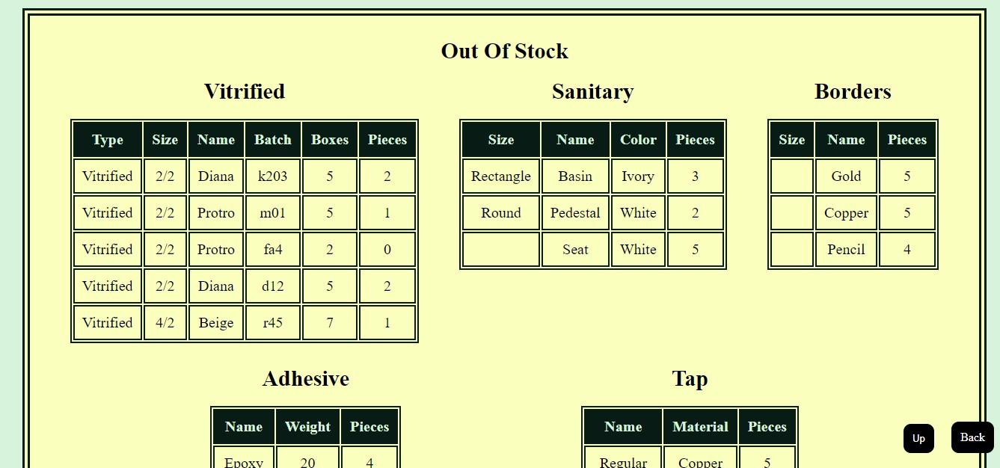 Out Of Stock
Vitrified
Type Size Name Batch Boxes Pieces
Vitrified 2/2 Diana k203 5 2
Vitrified 2/2 Protro m01 5 1
Vitrified 2/2 Protro fa4 2 0
Vitrified 2/2 Diana d12 5 2
Vitrified 4/2 Beige r45 7 1
Sanitary
Size Name Color Pieces
Rectangle Basin Ivory 3
Round Pedestal White 2
Seat White 5
Borders
Size Name Pieces
Gold 5
Copper 5
Pencil 4
Adhesive
Name Weight Pieces
Epoxy 20 4
Tap
Name Material Pieces
Regular Copper 5
Up
Back